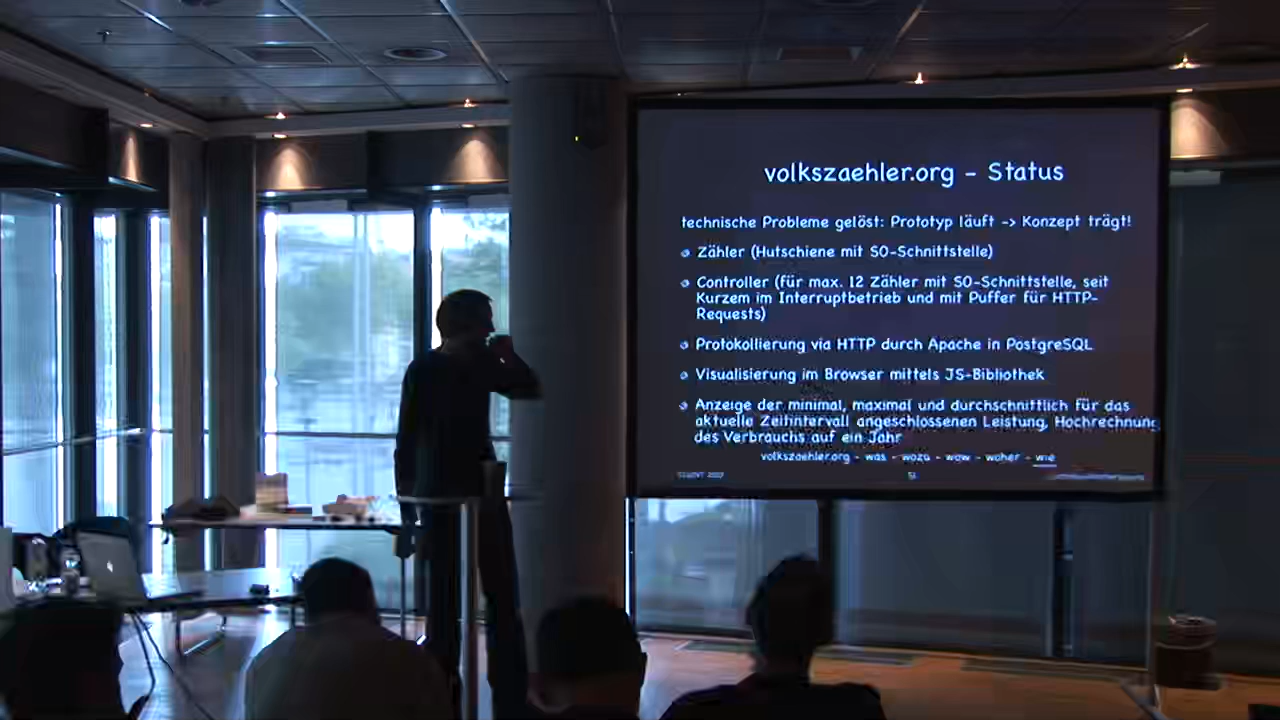 volkszaehler.org - Status
technische Probleme gelöst: Prototyp läuft -> Konzept trägt!
Zähler (Hutschiene mit S0-Schnittstelle)
Controller (für max. 12 Zähler mit S0-Schnittstelle, seit
Kurzem im Interruptbetrieb und mit Puffer für HTTP-
Requests)
Protokollierung via HTTP durch Apache in PostgreSQL
Visualisierung im Browser mittels JS-Bibliothek
Anzeige der minimal, maximal und durchschnittlich für das
aktuelle Zeitintervall angeschlossenen Leistung, Hochrechnung
des Verbrauchs auf ein Jahr
volkszaehler.org - was - wozu - wow - woher - wie